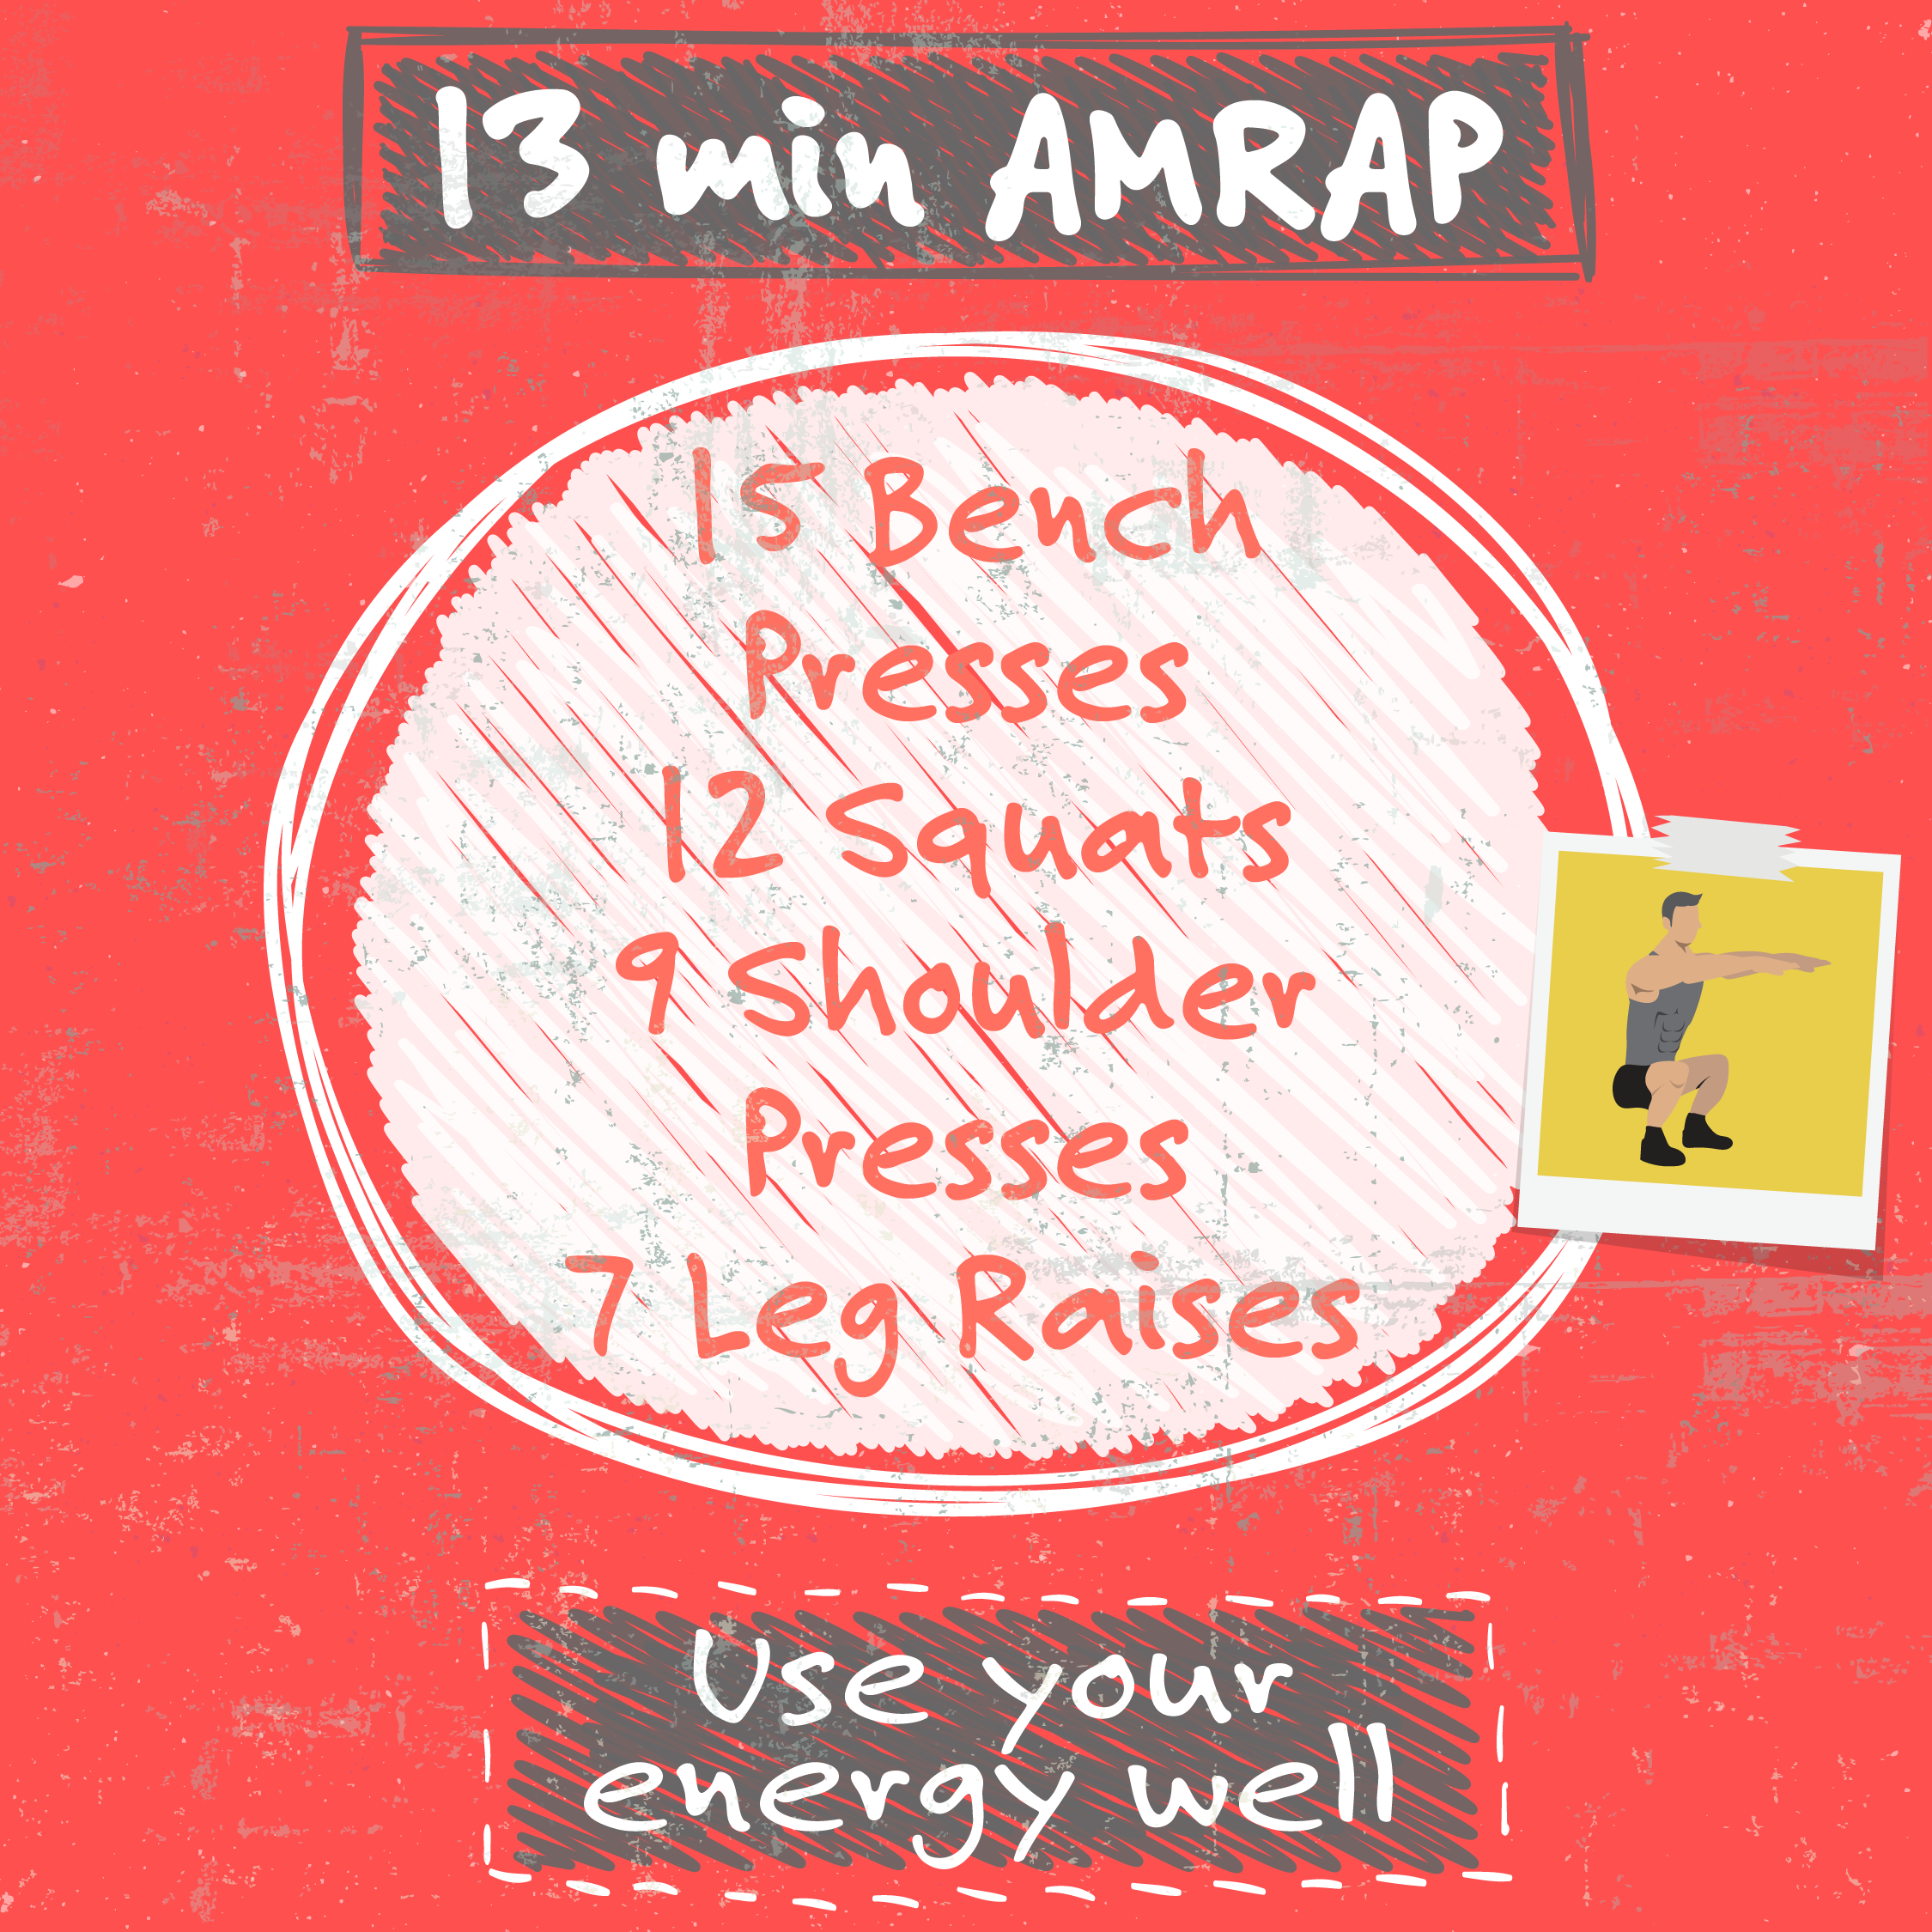 13 min AMRAP
15 Bench
Presses
12 Squats
9 Shoulder
Presses
7 Leg Raises
Use your
energy well